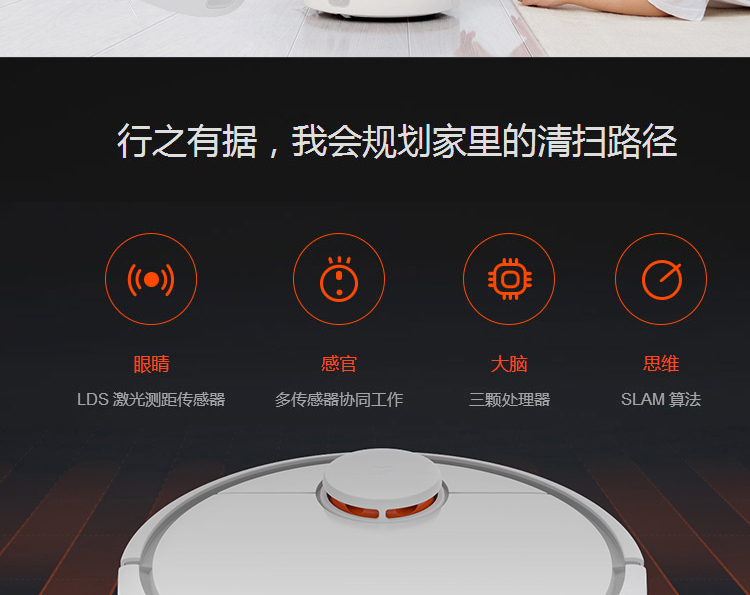 行之有据，我会规划家里的清扫路径
眼睛 感官 大脑 思维
LDS 激光测距传感器 多传感器协同工作 三颗处理器 SLAM 算法